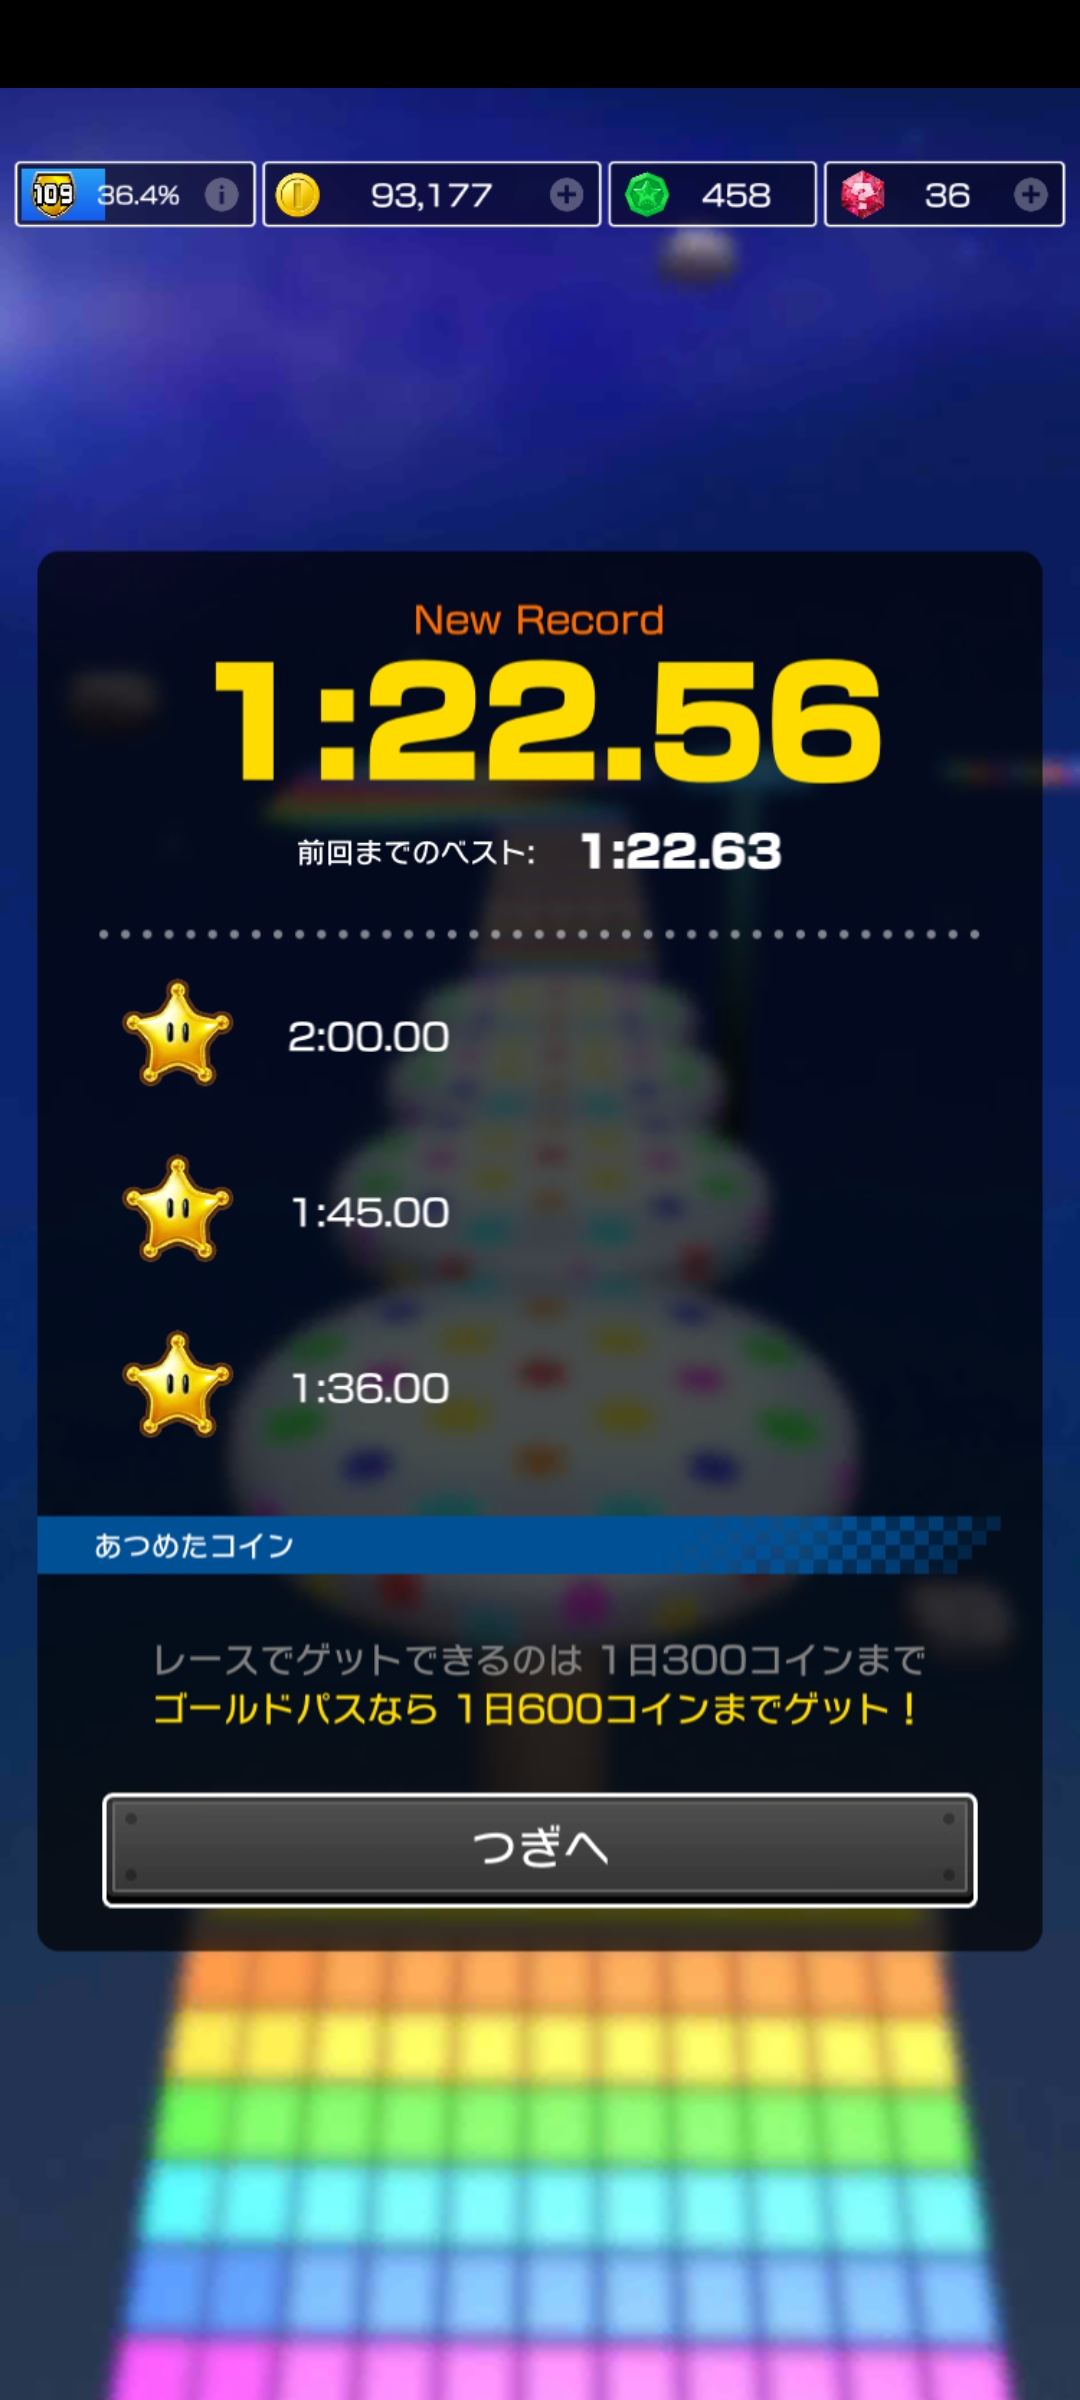 109 36.4% i 93,177 + 458 36 +
New Record
1:22.56
前回までのベスト: 1:22.63
2:00.00
1:45.00
1:36.00
あつめたコイン
レースでゲットできるのは 1日300コインまで
ゴールドパスなら 1日600コインまでゲット！
つぎへ